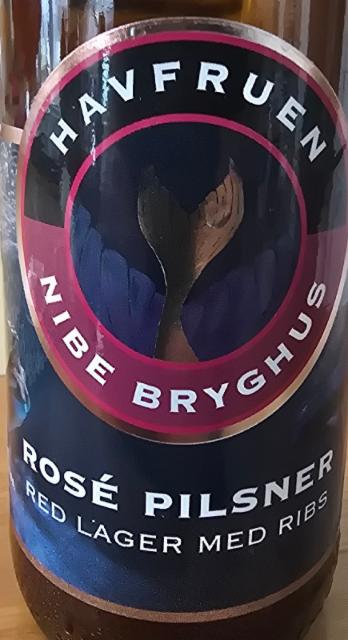 HAVFRUEN
NIBE BRYGHUS
ROSÉ PILSNER
RED LAGER MED RIBS